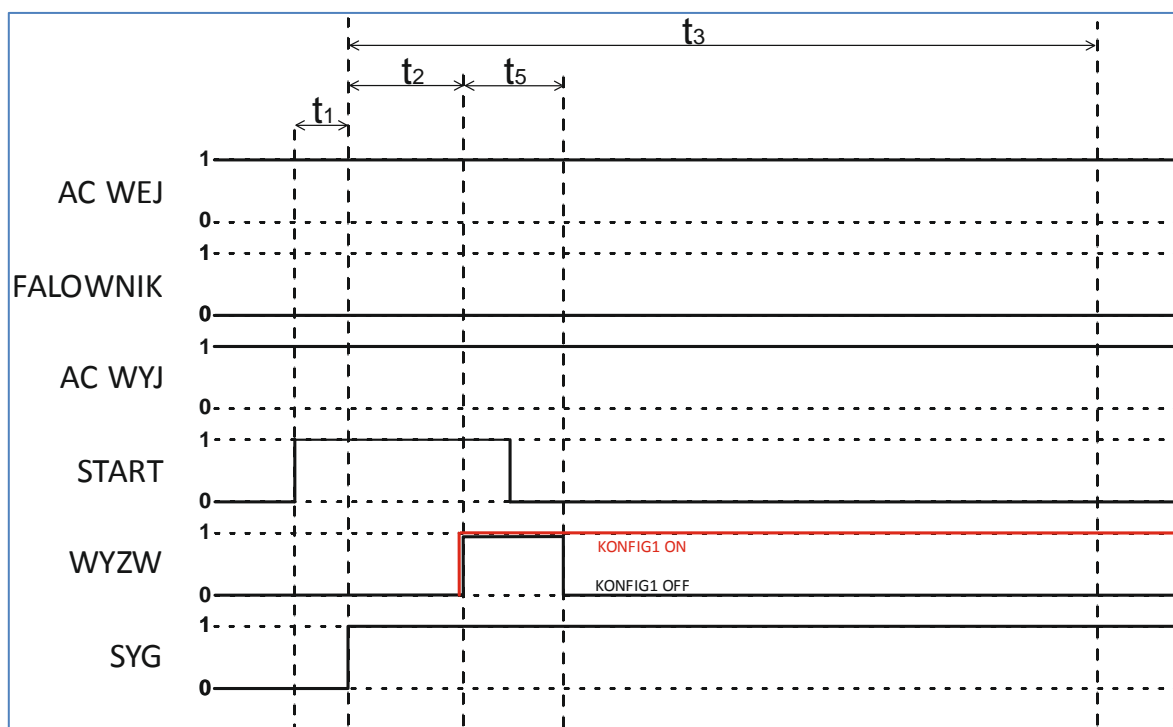 t3
t2
t5
t1
1
AC WEJ
0
1
FALOWNIK
0
1
AC WYJ
0
1
START
0
1
KONFIG1 ON
WYZW
KONFIG1 OFF
0
1
SYG
0